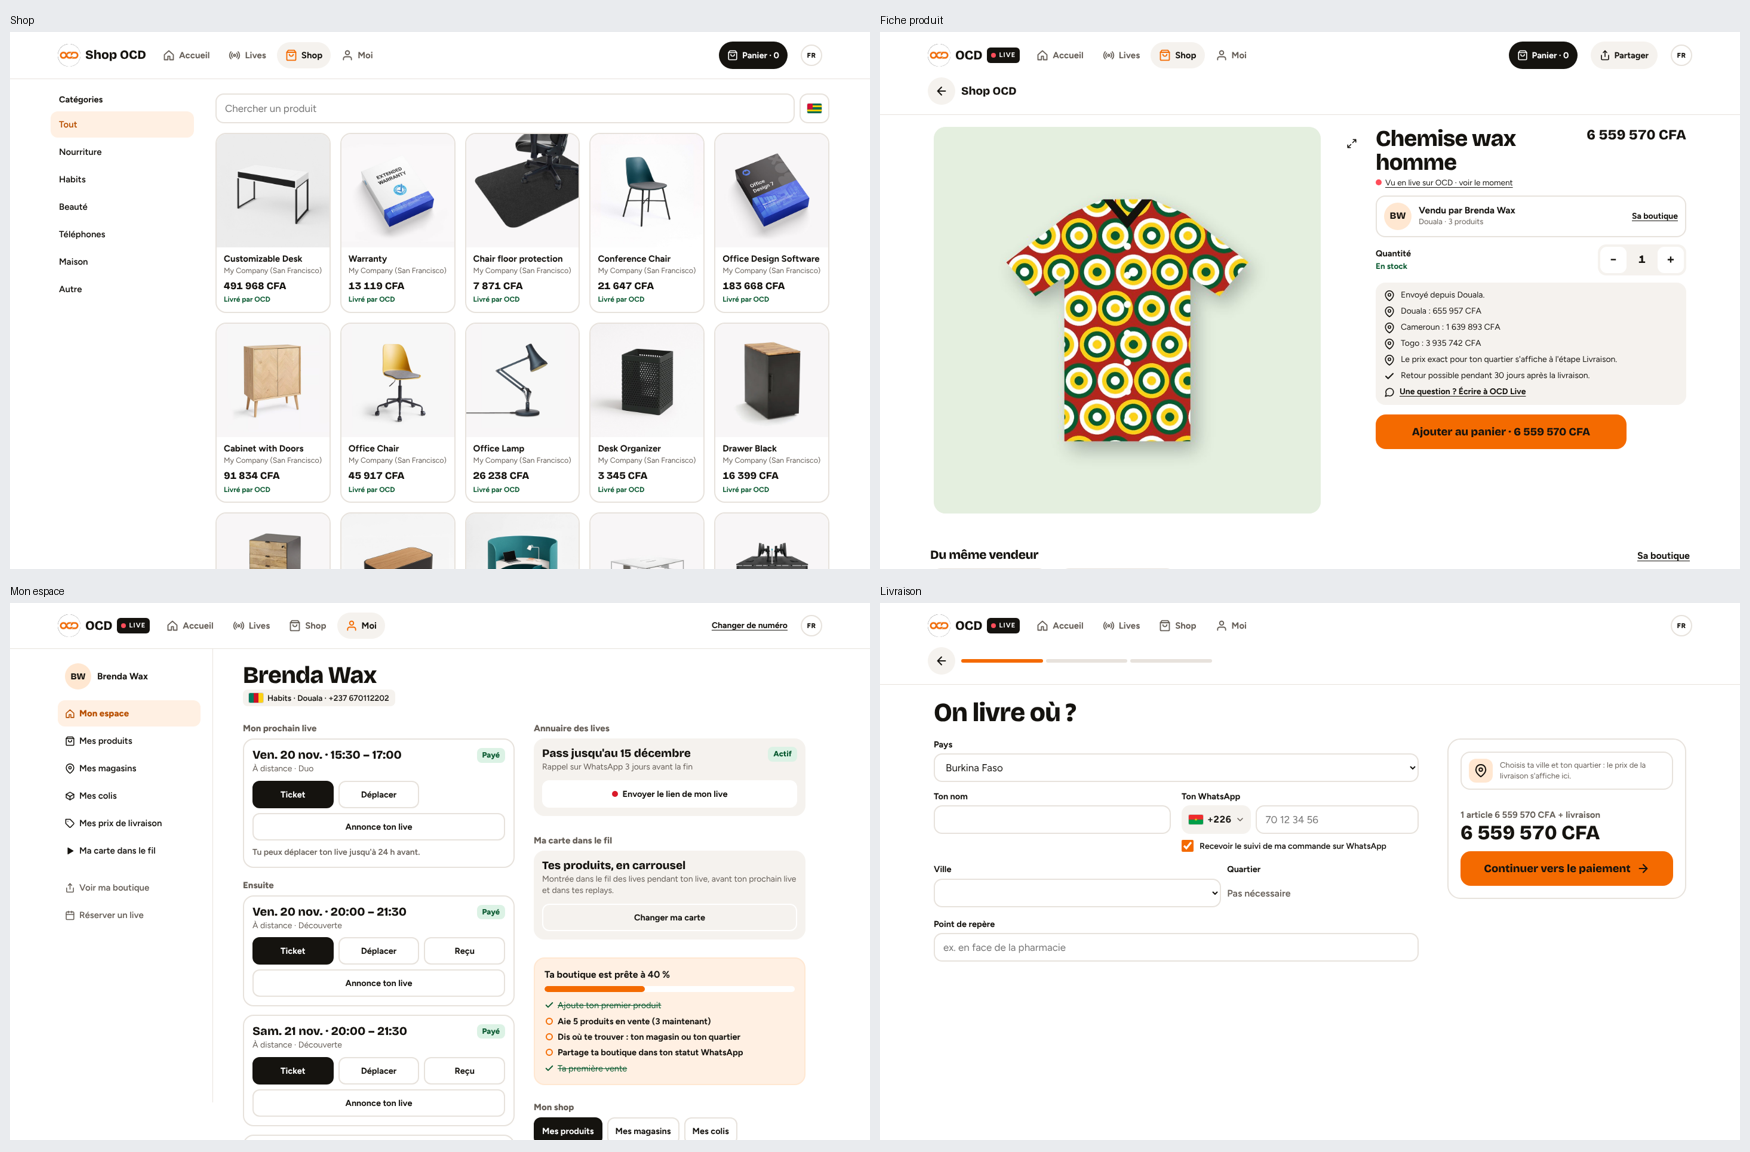 Shop
Shop OCD
Accueil
Lives
Shop
Moi
Panier · 0
FR
Catégories
Tout
Nourriture
Habits
Beauté
Téléphones
Maison
Autre
Chercher un produit
EXTENDED WARRANTY
Office Design 7
Customizable Desk
My Company (San Francisco)
491 968 CFA
Livré par OCD
Warranty
My Company (San Francisco)
13 119 CFA
Livré par OCD
Chair floor protection
My Company (San Francisco)
7 871 CFA
Livré par OCD
Conference Chair
My Company (San Francisco)
21 647 CFA
Livré par OCD
Office Design Software
My Company (San Francisco)
183 668 CFA
Livré par OCD
Cabinet with Doors
My Company (San Francisco)
91 834 CFA
Livré par OCD
Office Chair
My Company (San Francisco)
45 917 CFA
Livré par OCD
Office Lamp
My Company (San Francisco)
26 238 CFA
Livré par OCD
Desk Organizer
My Company (San Francisco)
3 345 CFA
Livré par OCD
Drawer Black
My Company (San Francisco)
16 399 CFA
Livré par OCD
Fiche produit
OCD LIVE
Accueil
Lives
Shop
Moi
Panier · 0
Partager
FR
Shop OCD
Chemise wax homme
6 559 570 CFA
Vu en live sur OCD · voir le moment
BW
Vendu par Brenda Wax
Douala · 3 produits
Sa boutique
Quantité
En stock
- 1 +
Envoyé depuis Douala.
Douala : 655 957 CFA
Cameroun : 1 639 893 CFA
Togo : 3 935 742 CFA
Le prix exact pour ton quartier s'affiche à l'étape Livraison.
Retour possible pendant 30 jours après la livraison.
Une question ? Écrire à OCD Live
Ajouter au panier · 6 559 570 CFA
Du même vendeur
Sa boutique
Mon espace
OCD LIVE
Accueil
Lives
Shop
Moi
Changer de numéro
FR
BW
Brenda Wax
Mon espace
Mes produits
Mes magasins
Mes colis
Mes prix de livraison
Ma carte dans le fil
Voir ma boutique
Réserver un live
Brenda Wax
Habits · Douala · +237 670112202
Mon prochain live
Ven. 20 nov. · 15:30 – 17:00
Payé
À distance · Duo
Ticket
Déplacer
Annonce ton live
Tu peux déplacer ton live jusqu'à 24 h avant.
Ensuite
Ven. 20 nov. · 20:00 – 21:30
Payé
À distance · Découverte
Ticket
Déplacer
Reçu
Annonce ton live
Sam. 21 nov. · 20:00 – 21:30
Payé
À distance · Découverte
Ticket
Déplacer
Reçu
Annonce ton live
Annuaire des lives
Pass jusqu'au 15 décembre
Actif
Rappel sur WhatsApp 3 jours avant la fin
Envoyer le lien de mon live
Ma carte dans le fil
Tes produits, en carrousel
Montrée dans le fil des lives pendant ton live, avant ton prochain live
et dans tes replays.
Changer ma carte
Ta boutique est prête à 40 %
Ajoute ton premier produit
Aie 5 produits en vente (3 maintenant)
Dis où te trouver : ton magasin ou ton quartier
Partage ta boutique dans ton statut WhatsApp
Ta première vente
Mon shop
Mes produits
Mes magasins
Mes colis
Livraison
OCD LIVE
Accueil
Lives
Shop
Moi
FR
On livre où ?
Pays
Burkina Faso
Ton nom
Ton WhatsApp
+226
70 12 34 56
Recevoir le suivi de ma commande sur WhatsApp
Ville
Quartier
Pas nécessaire
Point de repère
ex. en face de la pharmacie
Choisis ta ville et ton quartier : le prix de la
livraison s'affiche ici.
1 article 6 559 570 CFA + livraison
6 559 570 CFA
Continuer vers le paiement